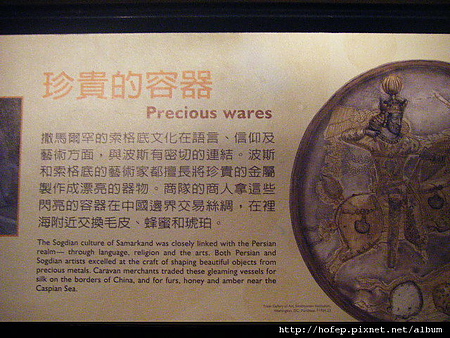 珍貴的容器
Precious wares
撒馬爾罕的索格底文化在語言、信仰及
藝術方面，與波斯有密切的連結。波斯
和索格底的藝術家都擅長將珍貴的金屬
製作成漂亮的器物。商隊的商人拿這些
閃亮的容器在中國邊界交易絲綢，在裡
海附近交換毛皮、蜂蜜和琥珀。
The Sogdian culture of Samarkand was closely linked with the Persian
realm— through language, religion and the arts. Both Persian and
Sogdian artists excelled at the craft of shaping beautiful objects from
precious metals. Caravan merchants traded these gleaming vessels for
silk on the borders of China, and for furs, honey and amber near the
Caspian Sea.
http://hofep.pixnet.net/album